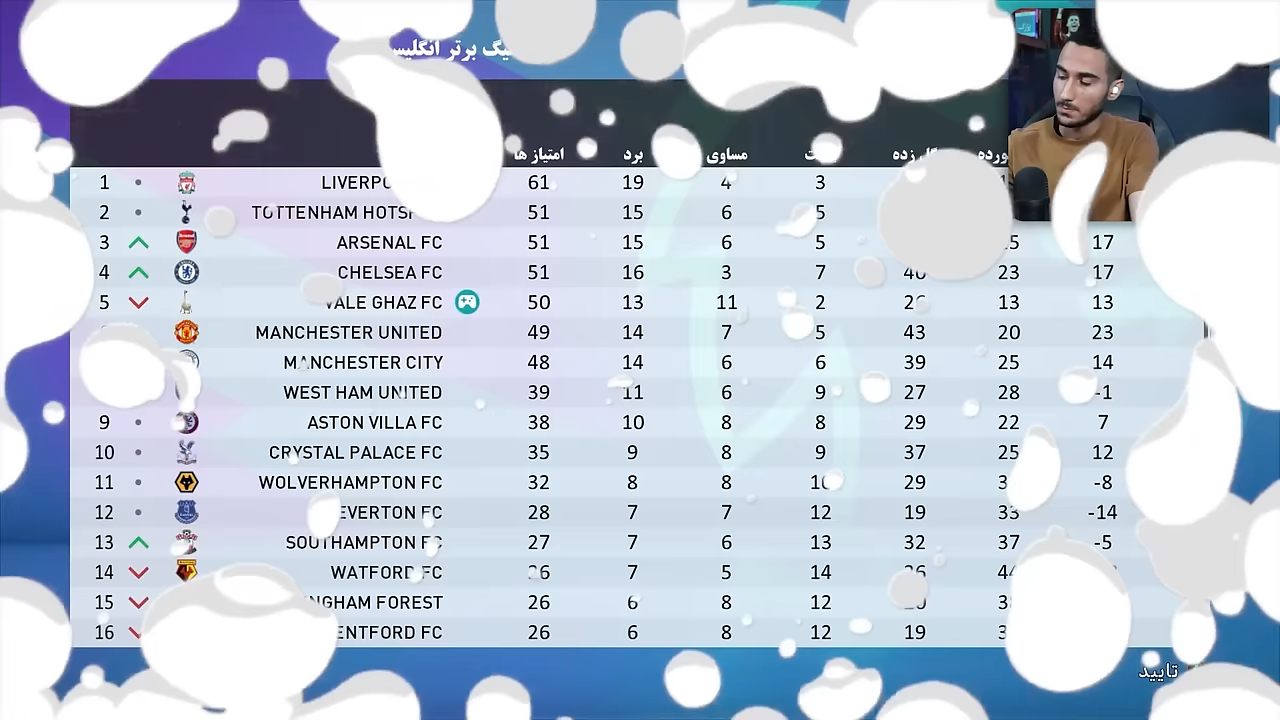 امتیاز ها برد مساوی
1 61 19 4 3
2 TOTTENHAM 51 15 6 5
3 ARSENAL FC 51 15 6 5 17
4 CHELSEA FC 51 16 3 7 23 17
5 VALE GHAZ FC 50 13 11 2 26 13 13
MANCHESTER UNITED 49 14 7 5 43 20 23
MANCHESTER CITY 48 14 6 6 39 25 14
WEST HAM UNITED 39 11 6 9 27 28 -1
9 ASTON VILLA FC 38 10 8 8 29 22 7
10 CRYSTAL PALACE FC 35 9 8 9 37 25 12
11 WOLVERHAMPTON FC 32 8 8 10 29 -8
12 EVERTON FC 28 7 7 12 19 33 -14
13 SOUTHAMPTON FC 27 7 6 13 32 37 -5
14 WATFORD FC 26 7 5 14
15 FOREST 26 6 8 12
16 FC 26 6 8 12 19
تایید